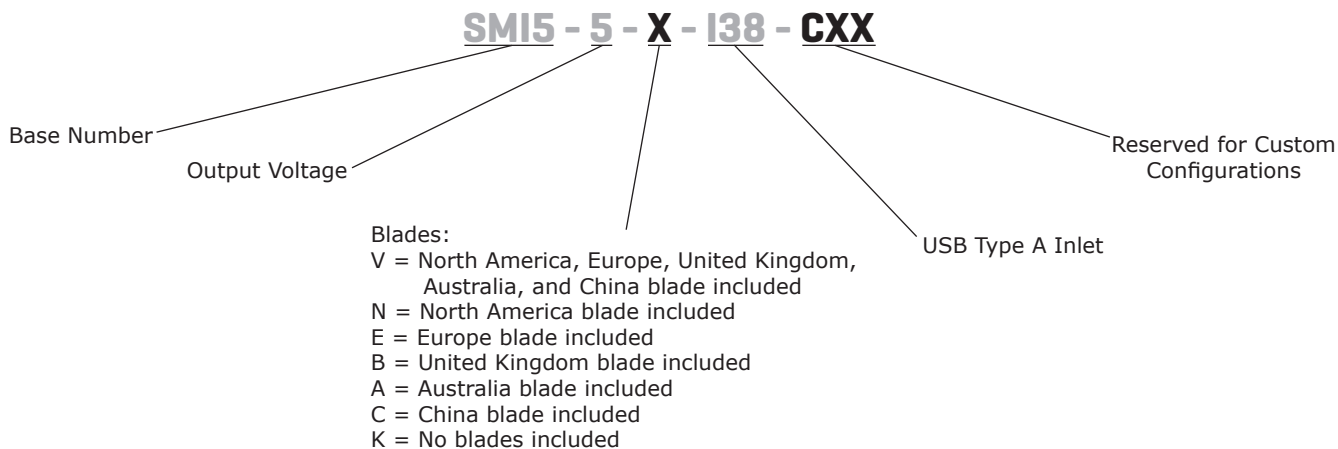 SMI5 - 5 - X - I38 - CXX
Base Number
Output Voltage
Reserved for Custom
Configurations
USB Type A Inlet
Blades:
V = North America, Europe, United Kingdom,
Australia, and China blade included
N = North America blade included
E = Europe blade included
B = United Kingdom blade included
A = Australia blade included
C = China blade included
K = No blades included